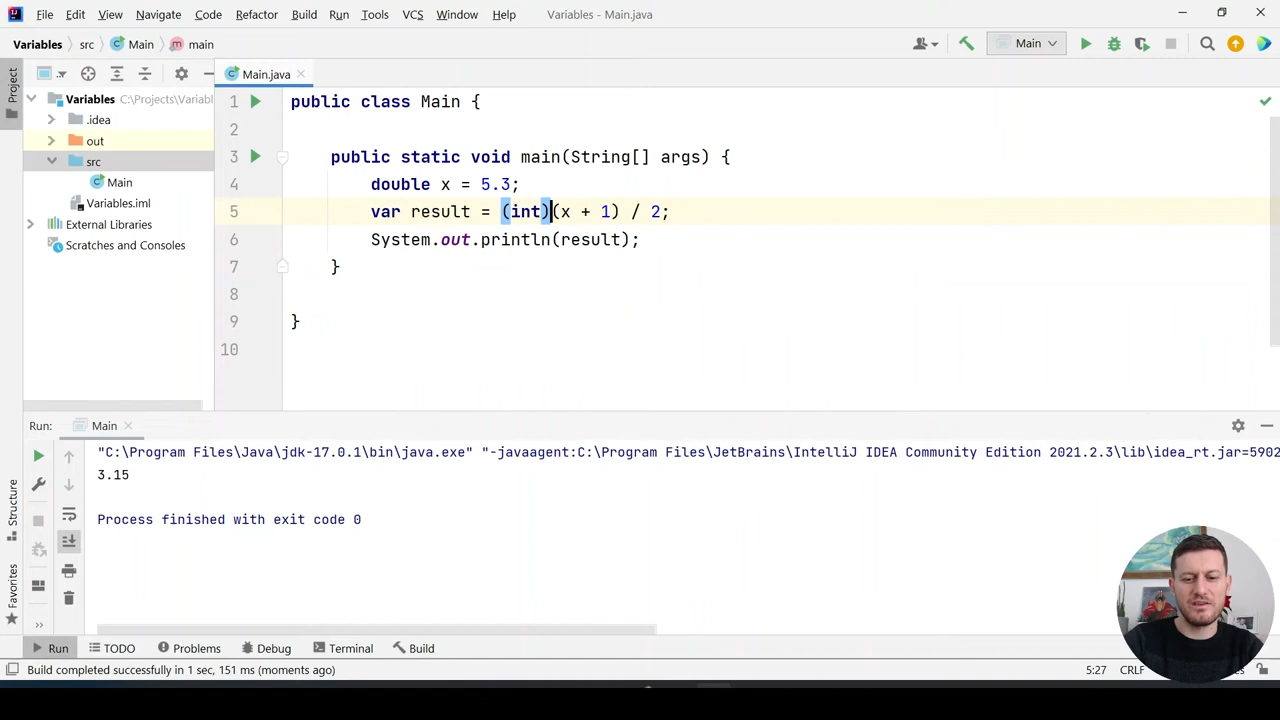 File Edit View Navigate Code Refactor Build Run Tools VCS Window Help Variables - Main.java
Variables src Main main Main
Project
Main.java
Variables C:\Projects\Variabl
.idea
out
src
Main
Variables.iml
External Libraries
Scratches and Consoles
1 public class Main {
2
3 public static void main(String[] args) {
4 double x = 5.3;
5 var result = (int)(x + 1) / 2;
6 System.out.println(result);
7 }
8
9 }
10
Run: Main
"C:\Program Files\Java\jdk-17.0.1\bin\java.exe" "-javaagent:C:\Program Files\JetBrains\IntelliJ IDEA Community Edition 2021.2.3\lib\idea_rt.jar=5902
3.15
Process finished with exit code 0
Structure
Favorites
Run TODO Problems Debug Terminal Build
Build completed successfully in 1 sec, 151 ms (moments ago) 5:27 CRLF